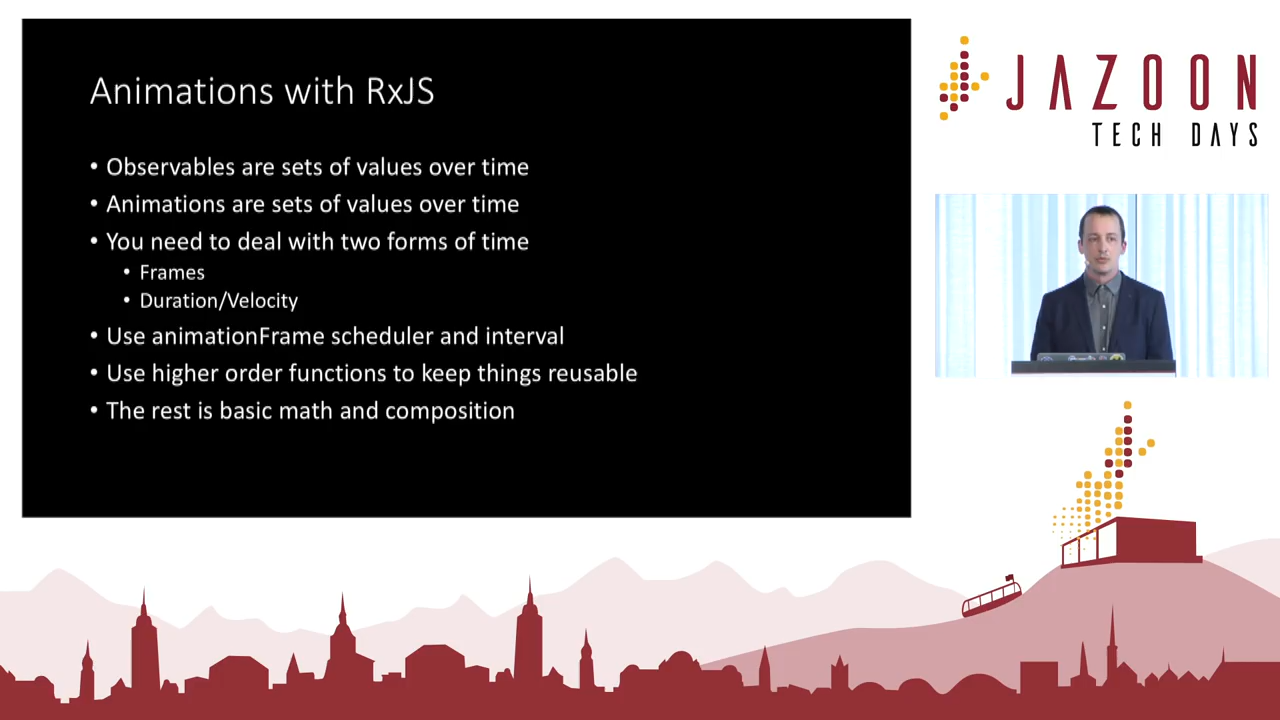 Animations with RxJS
• Observables are sets of values over time
• Animations are sets of values over time
• You need to deal with two forms of time
• Frames
• Duration/Velocity
• Use animationFrame scheduler and interval
• Use higher order functions to keep things reusable
• The rest is basic math and composition
JAZOON
TECH DAYS